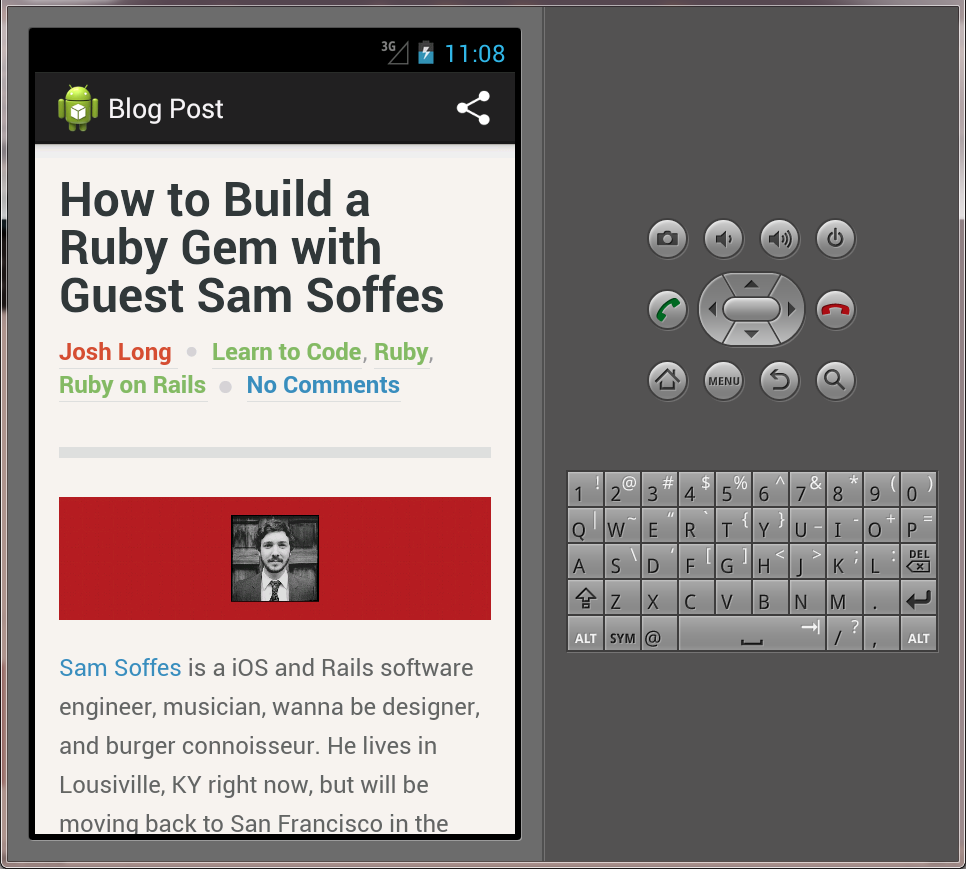 3G 11:08
Blog Post
How to Build a
Ruby Gem with
Guest Sam Soffes
Josh Long • Learn to Code, Ruby,
Ruby on Rails • No Comments
Sam Soffes is a iOS and Rails software
engineer, musician, wanna be designer,
and burger connoisseur. He lives in
Lousiville, KY right now, but will be
moving back to San Francisco in the
MENU
1 ! 2 @ 3 # 4 $ 5 % 6 ^ 7 & 8 * 9 ( 0 )
Q | W ~ E " R ` T { Y } U _ I - O + P =
A S \ D ' F [ G ] H < J > K ; L : DEL
Z X C V B N M .
ALT SYM @ / ? , ALT